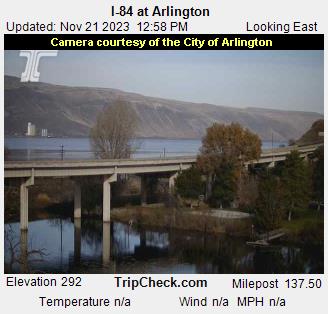 I-84 at Arlington
Updated: Nov 21 2023 12:58 PM Looking East
Camera courtesy of the City of Arlington
Elevation 292 TripCheck.com Milepost 137.50
Temperature n/a Wind n/a MPH n/a